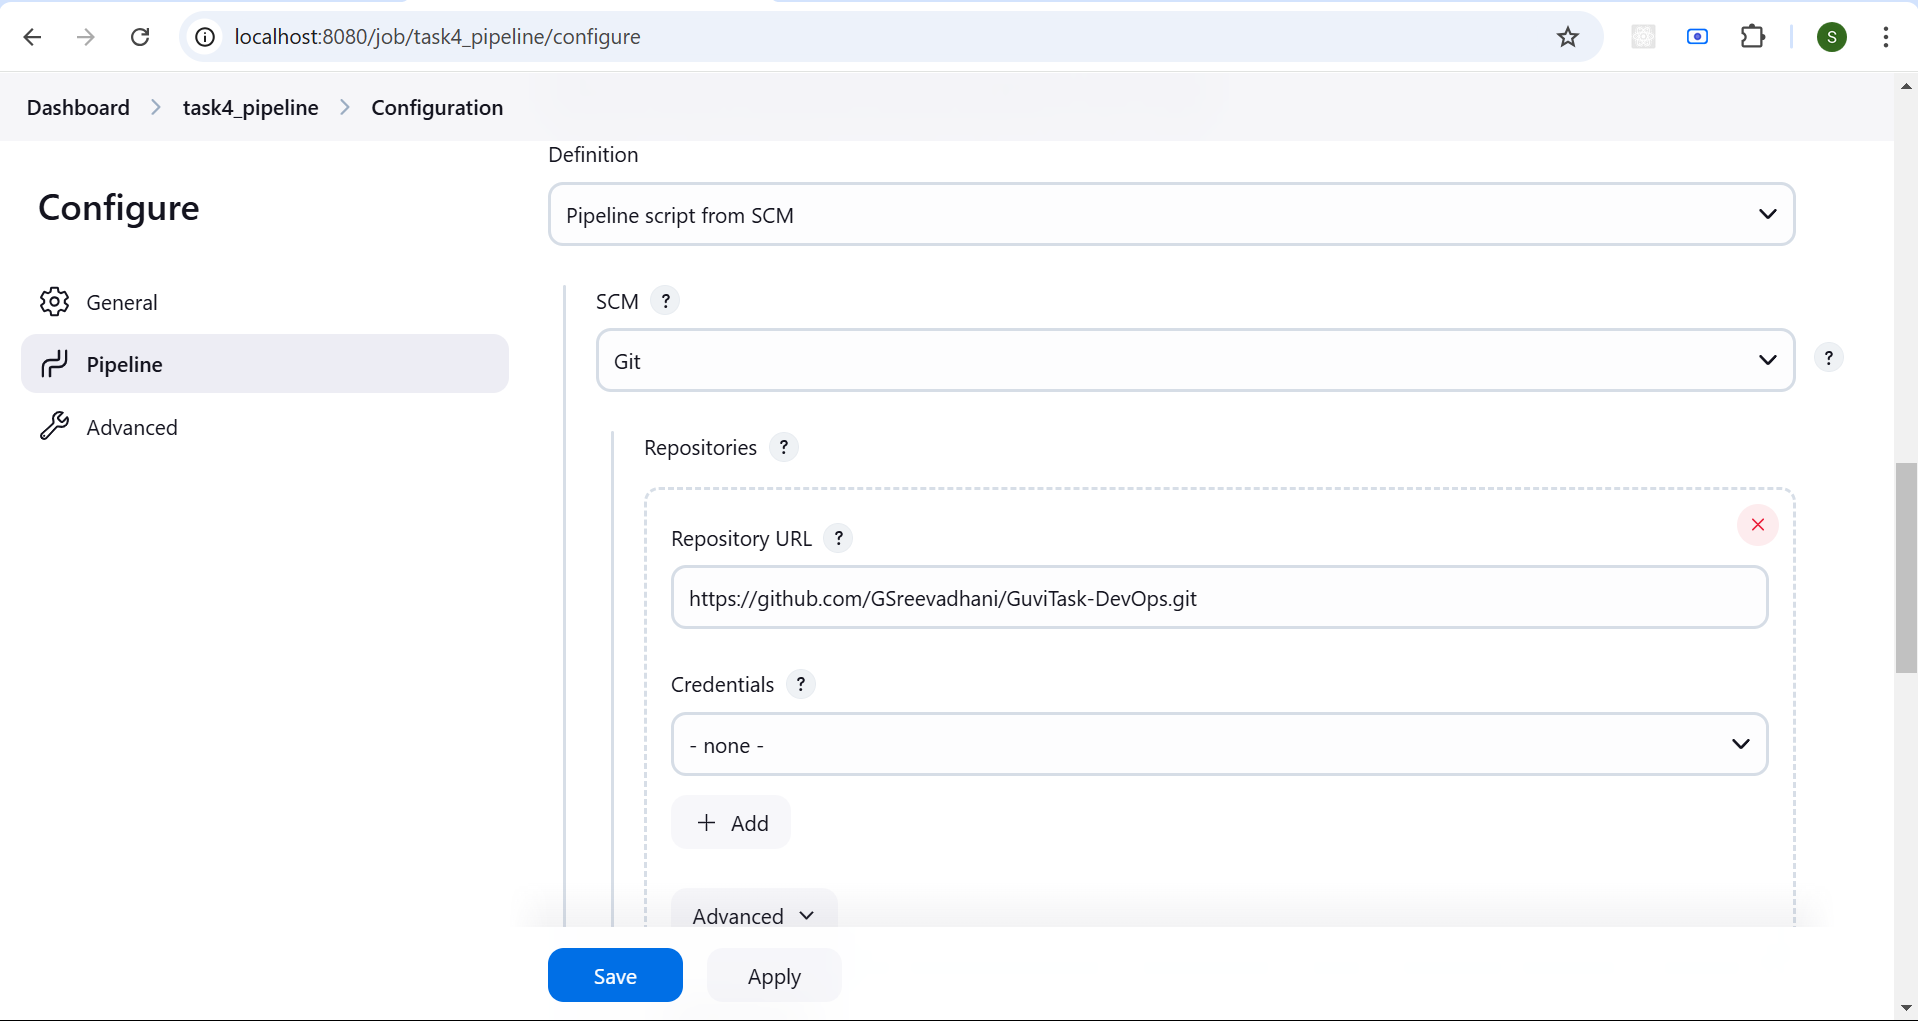 localhost:8080/job/task4_pipeline/configure
S
Dashboard > task4_pipeline > Configuration
Configure
General
Pipeline
Advanced
Definition
Pipeline script from SCM
SCM ?
Git
?
Repositories ?
Repository URL ?
https://github.com/GSreevadhani/GuviTask-DevOps.git
Credentials ?
- none -
+ Add
Advanced
Save
Apply